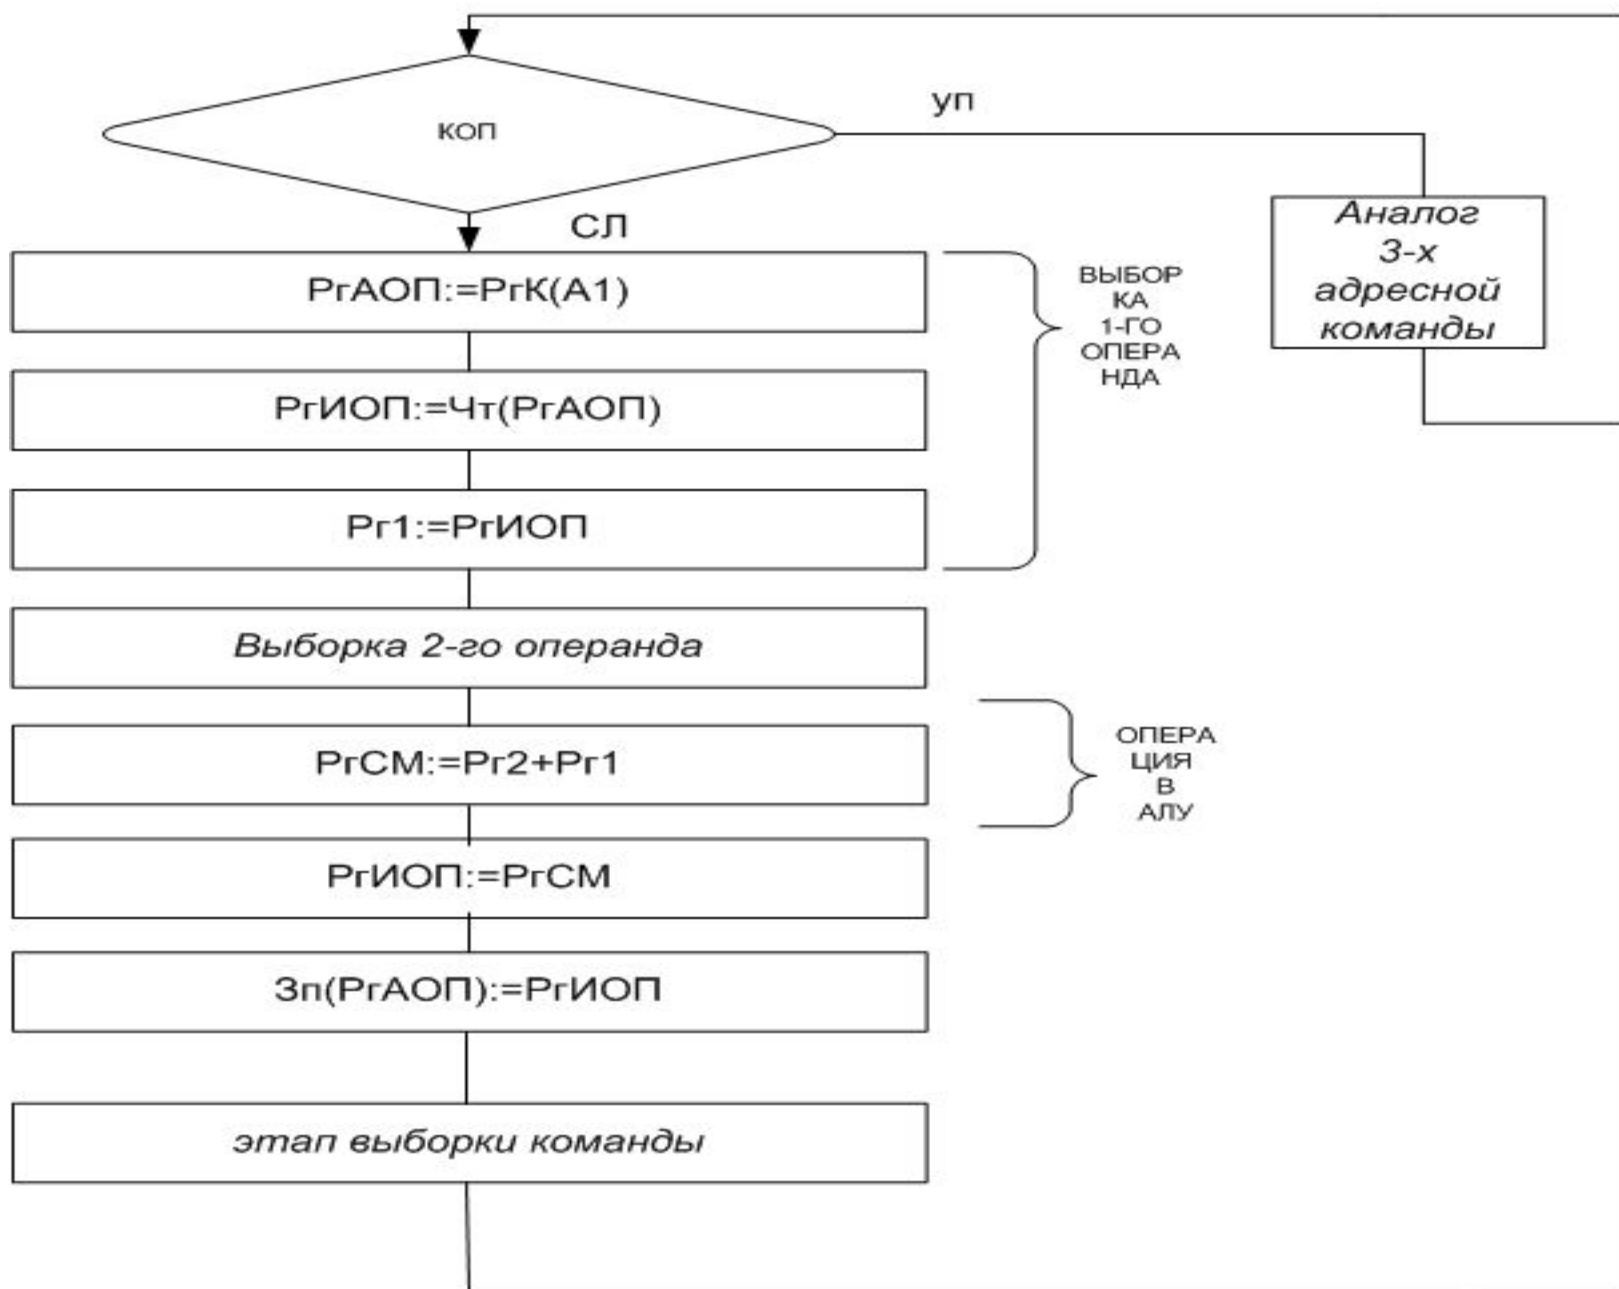 уп
КОП
СЛ
РгАОП:=РгК(А1)
РгИОП:=Чт(РгАОП)
Рг1:=РгИОП
ВЫБОР
КА
1-ГО
ОПЕРА
НДА
Аналог
3-х
адресной
команды
Выборка 2-го операнда
РгСМ:=Рг2+Рг1
ОПЕРА
ЦИЯ
В
АЛУ
РгИОП:=РгСМ
Зп(РгАОП):=РгИОП
этап выборки команды